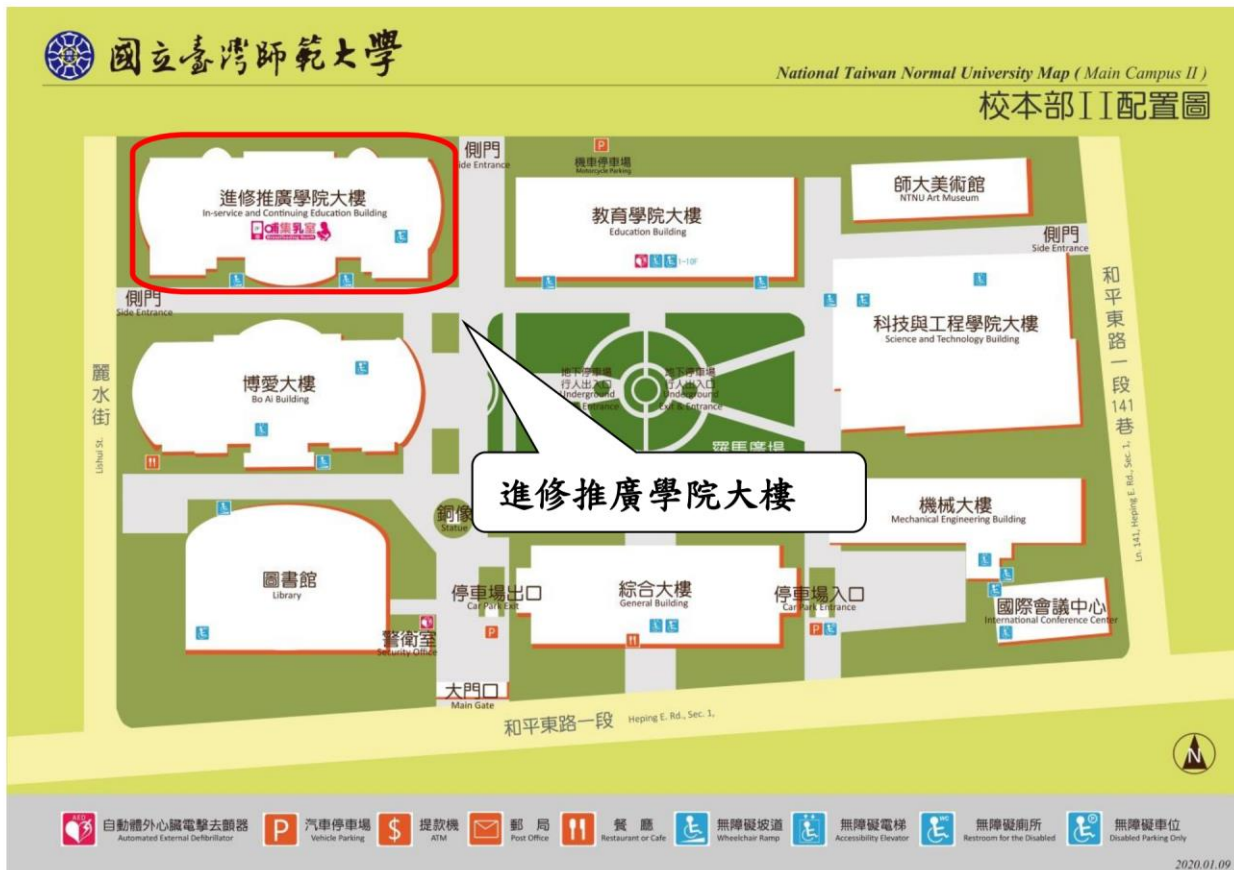 國立臺灣師範大學
National Taiwan Normal University Map ( Main Campus II )
校本部II配置圖
進修推廣學院大樓
In-service and Continuing Education Building
哺集乳室
側門
Side Entrance
P
機車停車場
Motorcycle Parking
教育學院大樓
Education Building
1-10F
師大美術館
NTNU Art Museum
側門
Side Entrance
側門
Side Entrance
科技與工程學院大樓
Science and Technology Building
和平東路一段141巷
Ln. 141, Heping E. Rd., Sec. 1,
麗水街
Lishui St.
博愛大樓
Bo Ai Building
地下停車場
行人出入口
Underground
Entrance
地下停車場
行人出入口
Underground
Exit & Entrance
羅馬廣場
進修推廣學院大樓
銅像
Statue
機械大樓
Mechanical Engineering Building
圖書館
Library
停車場出口
Car Park Exit
P
綜合大樓
General Building
停車場入口
Car Park Entrance
P
國際會議中心
International Conference Center
警衛室
Security Office
大門口
Main Gate
和平東路一段 Heping E. Rd., Sec. 1,
N
AED
自動體外心臟電擊去顫器
Automated External Defibrillator
P
汽車停車場
Vehicle Parking
$
提款機
ATM
郵 局
Post Office
餐 廳
Restaurant or Cafe
無障礙坡道
Wheelchair Ramp
無障礙電梯
Accessibility Elevator
WC
無障礙廁所
Restroom for the Disabled
P
無障礙車位
Disabled Parking Only
2020.01.09